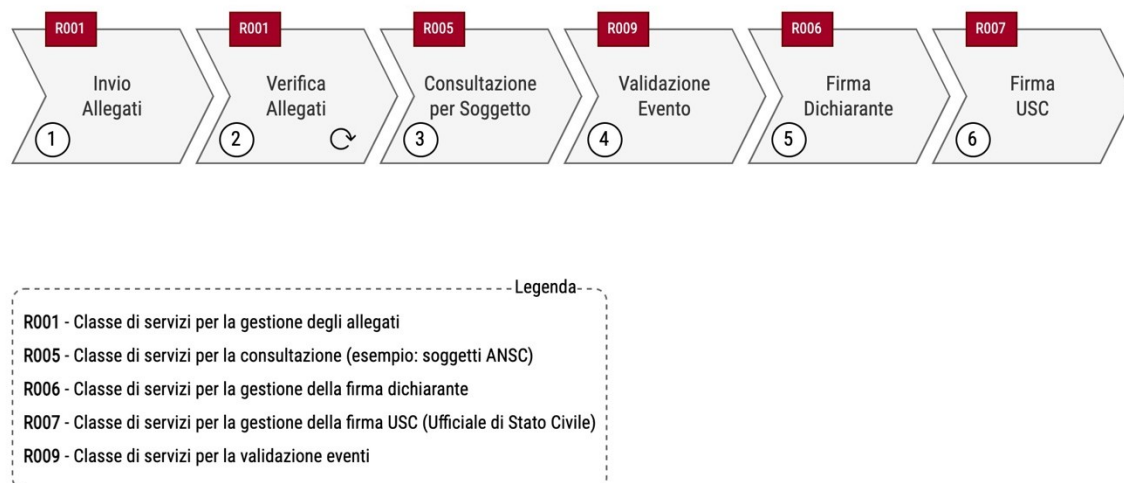 R001
Invio
Allegati
1
R001
Verifica
Allegati
2
R005
Consultazione
per Soggetto
3
R009
Validazione
Evento
4
R006
Firma
Dichiarante
5
R007
Firma
USC
6
Legenda
R001 - Classe di servizi per la gestione degli allegati
R005 - Classe di servizi per la consultazione (esempio: soggetti ANSC)
R006 - Classe di servizi per la gestione della firma dichiarante
R007 - Classe di servizi per la gestione della firma USC (Ufficiale di Stato Civile)
R009 - Classe di servizi per la validazione eventi